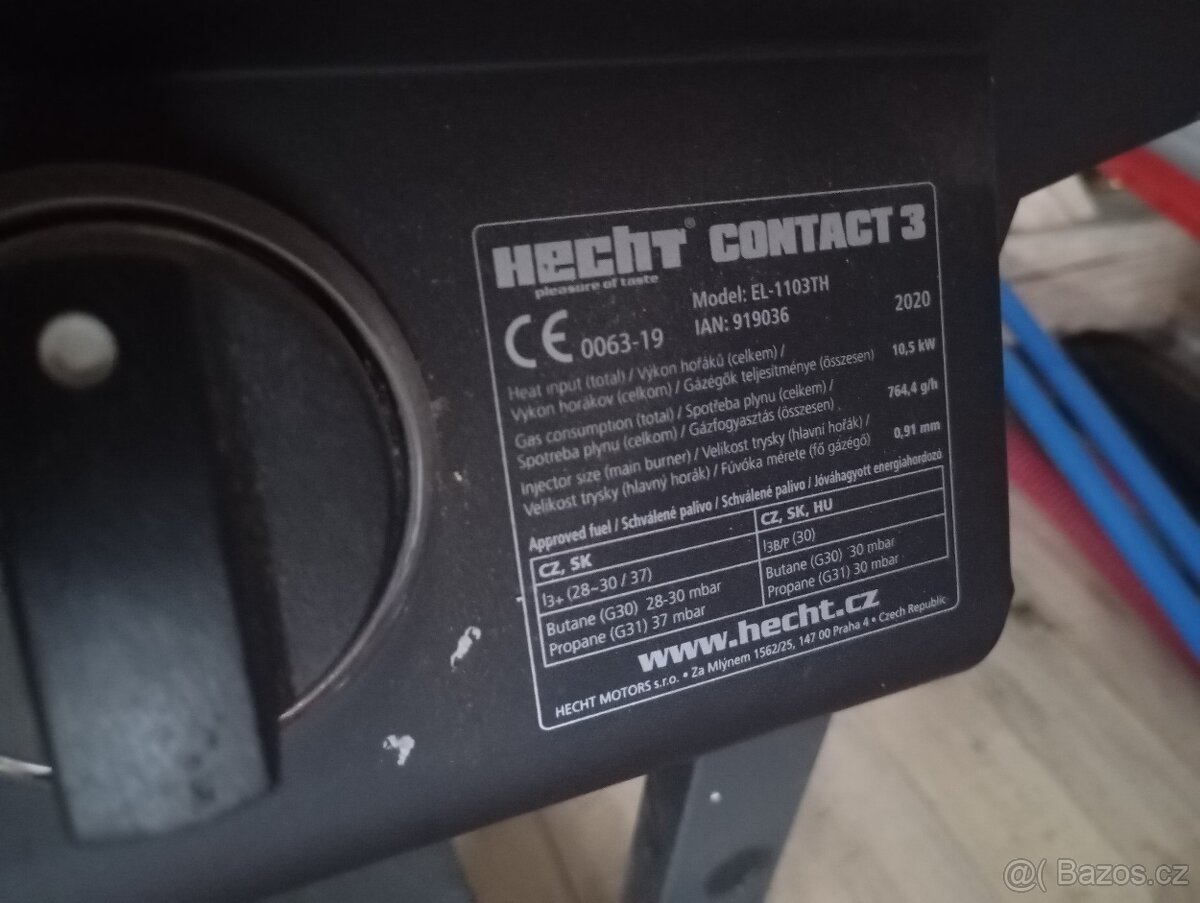 HECHT® CONTACT 3
pleasure of taste
CE 0063-19
Model: EL-1103TH
IAN: 919036
2020
Heat input (total) / Výkon hořáků (celkem) /
Výkon horákov (celkom) / Gázégők teljesítménye (összesen) 10,5 kW
Gas consumption (total) / Spotřeba plynu (celkem) /
Spotreba plynu (celkom) / Gázfogyasztás (összesen) 764,4 g/h
Injector size (main burner) / Velikost trysky (hlavní hořák) /
Velikost trysky (hlavný horák) / Fúvóka mérete (fő gázégő) 0,91 mm
Approved fuel / Schválené palivo / Schválené palivo / Jóváhagyott energiahordozó
CZ, SK
I3+ (28~30 / 37)
Butane (G30) 28-30 mbar
Propane (G31) 37 mbar
CZ, SK, HU
I3B/P (30)
Butane (G30) 30 mbar
Propane (G31) 30 mbar
www.hecht.cz
HECHT MOTORS s.r.o. • Za Mlýnem 1562/25, 147 00 Praha 4 • Czech Republic
@( Bazos.cz